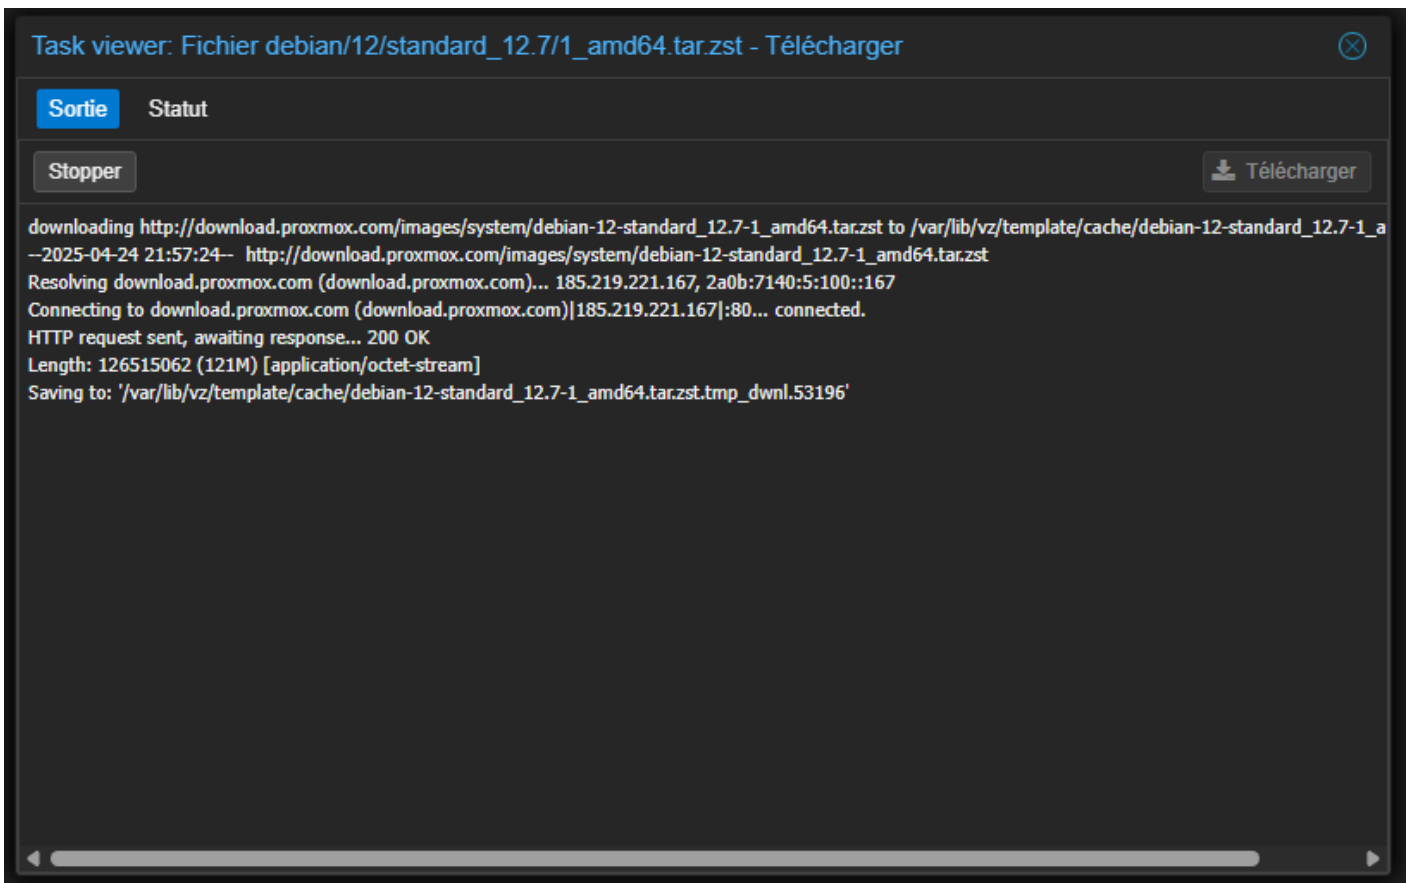 Task viewer: Fichier debian/12/standard_12.7/1_amd64.tar.zst - Télécharger
Sortie Statut
Stopper Télécharger
downloading http://download.proxmox.com/images/system/debian-12-standard_12.7-1_amd64.tar.zst to /var/lib/vz/template/cache/debian-12-standard_12.7-1_a
--2025-04-24 21:57:24--  http://download.proxmox.com/images/system/debian-12-standard_12.7-1_amd64.tar.zst
Resolving download.proxmox.com (download.proxmox.com)... 185.219.221.167, 2a0b:7140:5:100::167
Connecting to download.proxmox.com (download.proxmox.com)|185.219.221.167|:80... connected.
HTTP request sent, awaiting response... 200 OK
Length: 126515062 (121M) [application/octet-stream]
Saving to: '/var/lib/vz/template/cache/debian-12-standard_12.7-1_amd64.tar.zst.tmp_dwnl.53196'